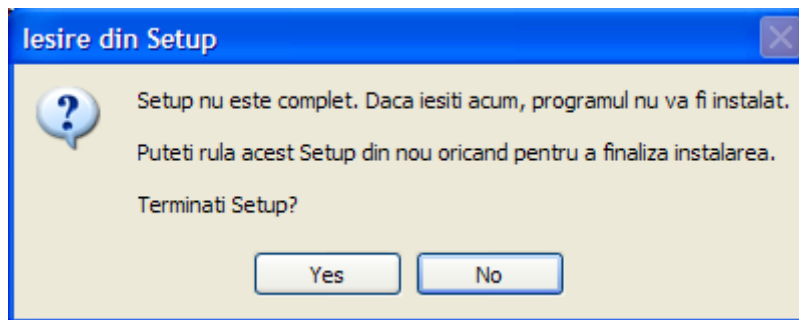 Iesire din Setup
Setup nu este complet. Daca iesiti acum, programul nu va fi instalat.
Puteti rula acest Setup din nou oricand pentru a finaliza instalarea.
Terminati Setup?
Yes
No